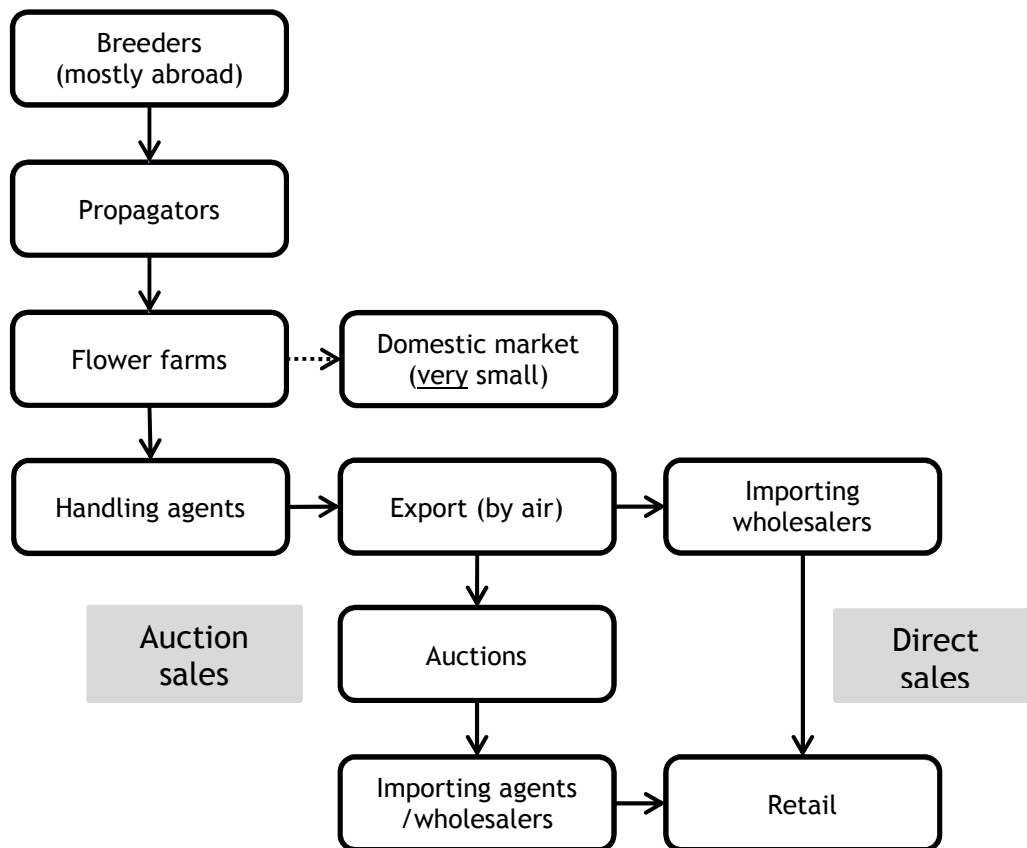 Breeders
(mostly abroad)
Propagators
Flower farms
Domestic market
(very small)
Handling agents
Export (by air)
Importing
wholesalers
Auction
sales
Auctions
Direct
sales
Importing agents
/wholesalers
Retail